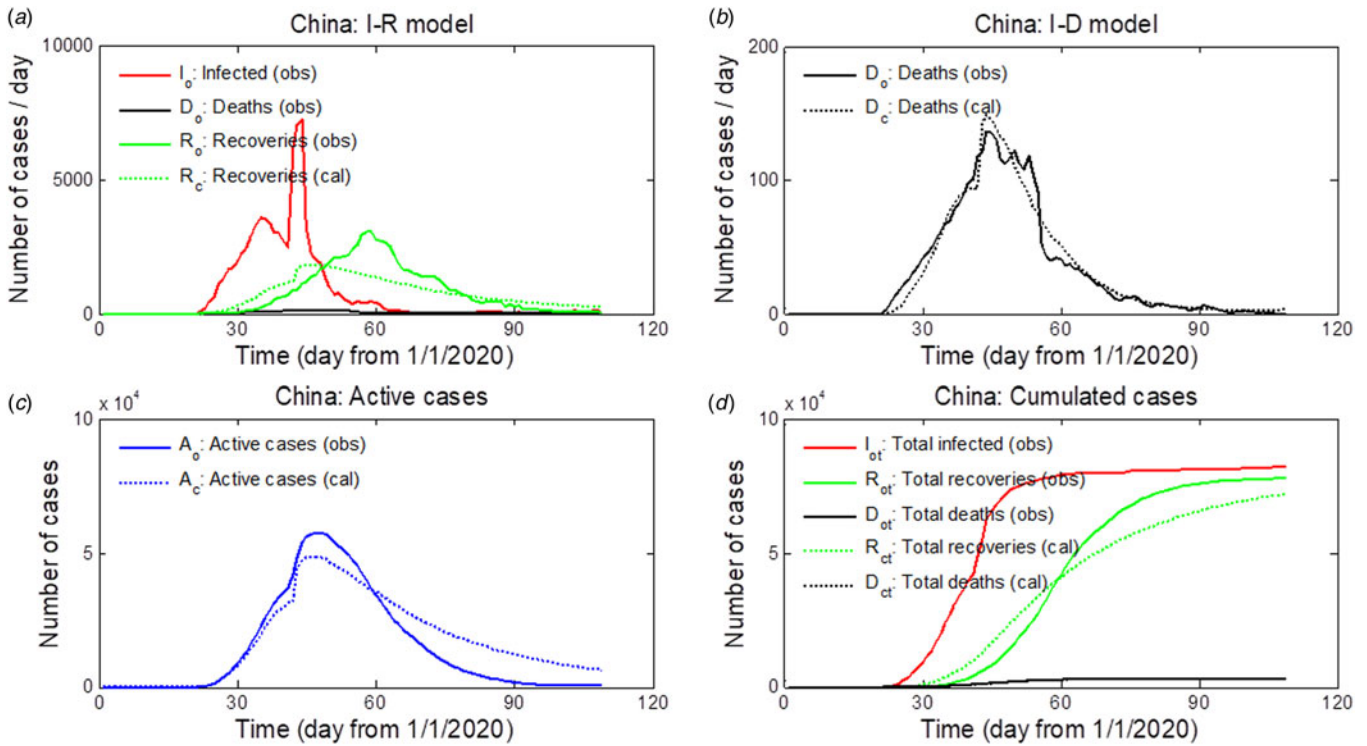 (a)
China: I-R model
Number of cases / day
10000
5000
0
I_o: Infected (obs)
D_o: Deaths (obs)
R_o: Recoveries (obs)
R_c: Recoveries (cal)
0 30 60 90 120
Time (day from 1/1/2020)
(b)
China: I-D model
Number of cases / day
200
100
0
D_o: Deaths (obs)
D_c: Deaths (cal)
0 30 60 90 120
Time (day from 1/1/2020)
(c)
China: Active cases
x 10^4
Number of cases
10
5
0
A_o: Active cases (obs)
A_c: Active cases (cal)
0 30 60 90 120
Time (day from 1/1/2020)
(d)
China: Cumulated cases
x 10^4
Number of cases
10
5
0
I_ot: Total infected (obs)
R_ot: Total recoveries (obs)
D_ot: Total deaths (obs)
R_ct: Total recoveries (cal)
D_ct: Total deaths (cal)
0 30 60 90 120
Time (day from 1/1/2020)